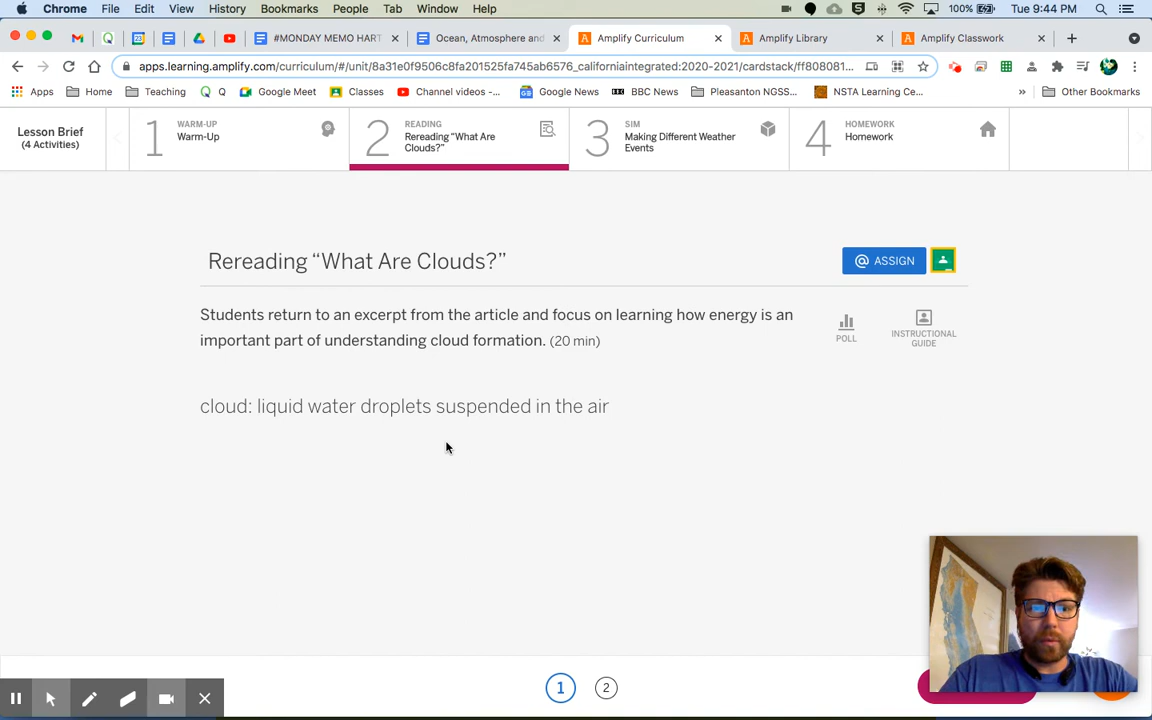 Chrome File Edit View History Bookmarks People Tab Window Help 100% Tue 9:44 PM
#MONDAY MEMO HART Ocean, Atmosphere and Amplify Curriculum Amplify Library Amplify Classwork
apps.learning.amplify.com/curriculum/#/unit/8a31e0f9506c8fa201525fa745ab6576_californiaintegrated:2020-2021/cardstack/ff808081...
Apps Home Teaching Q Google Meet Classes Channel videos -... Google News BBC News Pleasanton NGSS... NSTA Learning Ce... » Other Bookmarks
Lesson Brief
(4 Activities)
1 WARM-UP
Warm-Up
2 READING
Rereading “What Are
Clouds?”
3 SIM
Making Different Weather
Events
4 HOMEWORK
Homework
Rereading “What Are Clouds?”
ASSIGN
Students return to an excerpt from the article and focus on learning how energy is an
important part of understanding cloud formation. (20 min)
POLL
INSTRUCTIONAL
GUIDE
cloud: liquid water droplets suspended in the air
1 2